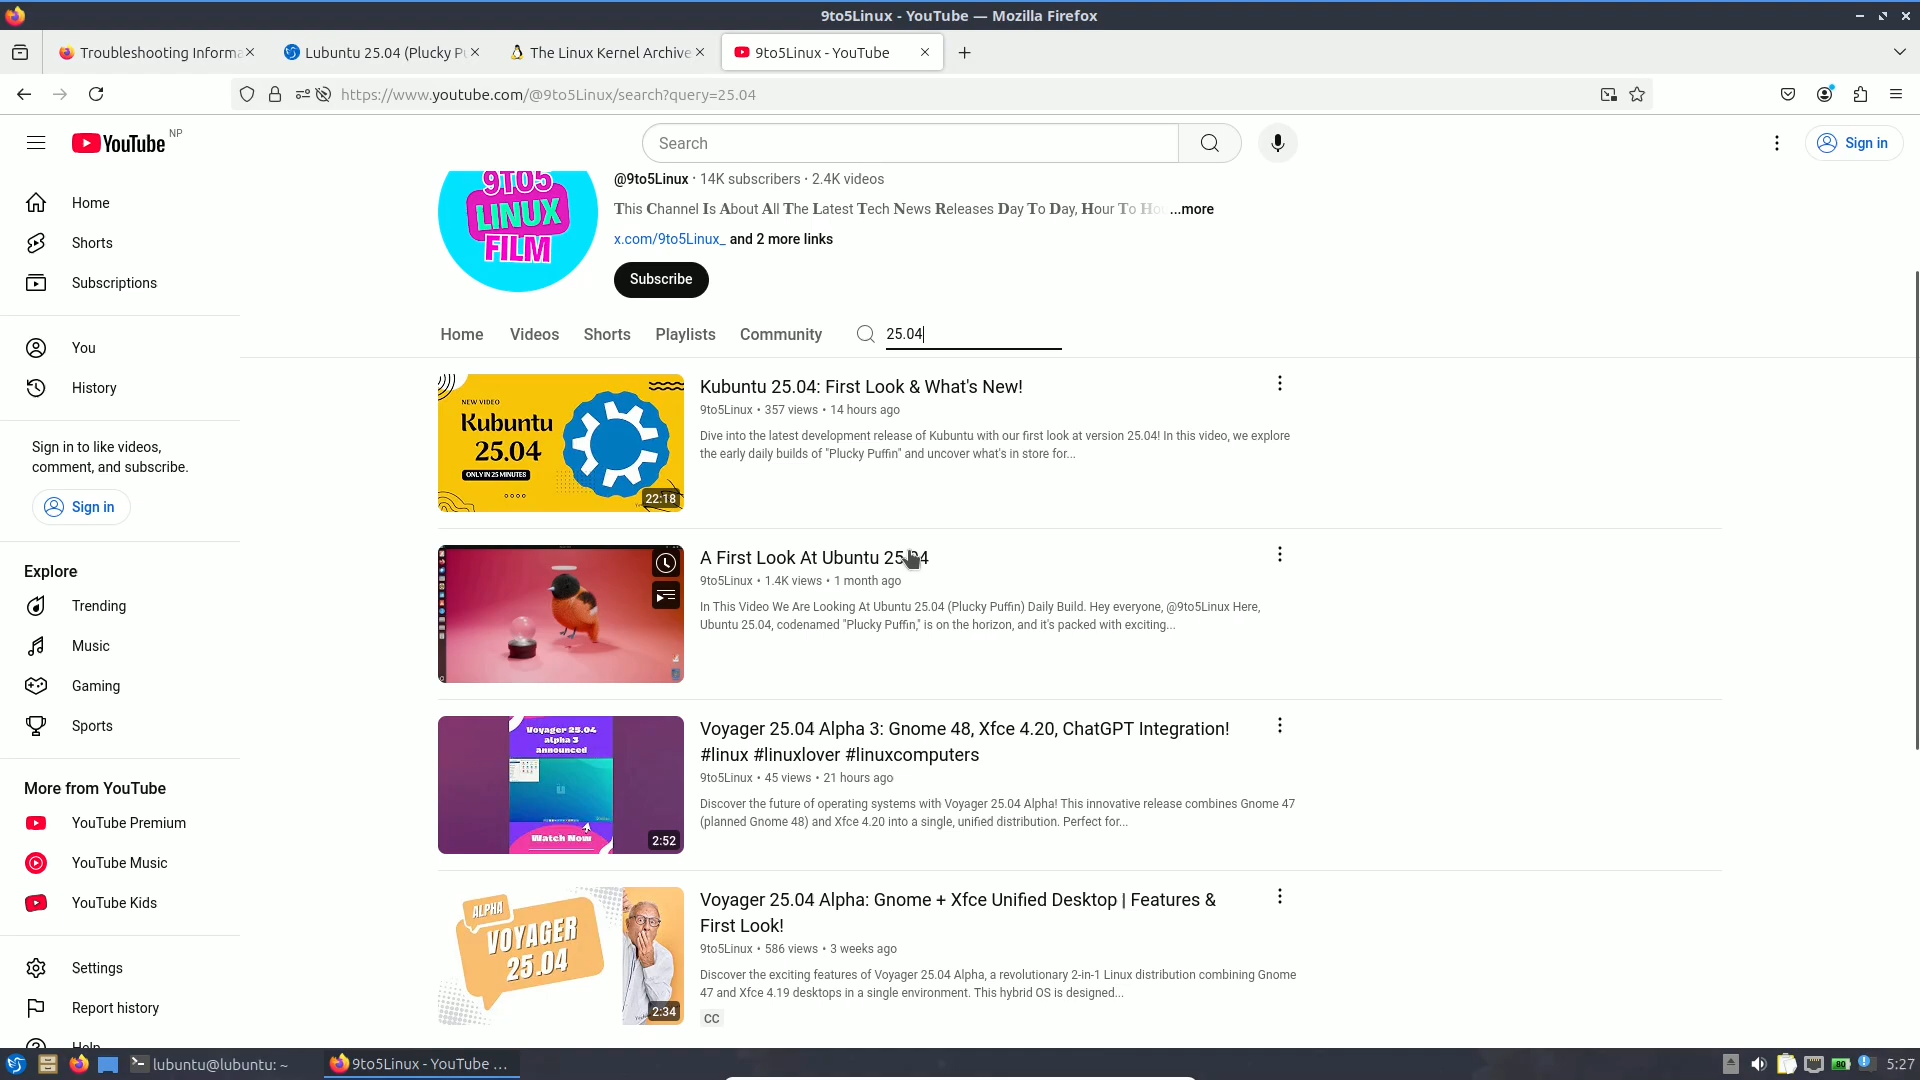 9to5Linux - YouTube — Mozilla Firefox
Troubleshooting Informa
Lubuntu 25.04 (Plucky P
The Linux Kernel Archive
9to5Linux - YouTube
https://www.youtube.com/@9to5Linux/search?query=25.04
YouTube NP
Search
Sign in
Home
Shorts
Subscriptions
You
History
Sign in to like videos,
comment, and subscribe.
Sign in
Explore
Trending
Music
Gaming
Sports
More from YouTube
YouTube Premium
YouTube Music
YouTube Kids
Settings
Report history
Help
9TO5
LINUX
FILM
@9to5Linux · 14K subscribers · 2.4K videos
This Channel Is About All The Latest Tech News Releases Day To Day, Hour To Ho ...more
x.com/9to5Linux_ and 2 more links
Subscribe
Home Videos Shorts Playlists Community 25.04
NEW VIDEO
Kubuntu
25.04
ONLY IN 25 MINUTES
22:18
Kubuntu 25.04: First Look & What's New!
9to5Linux • 357 views • 14 hours ago
Dive into the latest development release of Kubuntu with our first look at version 25.04! In this video, we explore
the early daily builds of "Plucky Puffin" and uncover what's in store for...
A First Look At Ubuntu 25.04
9to5Linux • 1.4K views • 1 month ago
In This Video We Are Looking At Ubuntu 25.04 (Plucky Puffin) Daily Build. Hey everyone, @9to5Linux Here,
Ubuntu 25.04, codenamed "Plucky Puffin," is on the horizon, and it's packed with exciting...
Voyager 25.04
alpha 3
announced
Watch Now
2:52
Voyager 25.04 Alpha 3: Gnome 48, Xfce 4.20, ChatGPT Integration!
#linux #linuxlover #linuxcomputers
9to5Linux • 45 views • 21 hours ago
Discover the future of operating systems with Voyager 25.04 Alpha! This innovative release combines Gnome 47
(planned Gnome 48) and Xfce 4.20 into a single, unified distribution. Perfect for...
ALPHA
VOYAGER
25.04
2:34
Voyager 25.04 Alpha: Gnome + Xfce Unified Desktop | Features &
First Look!
9to5Linux • 586 views • 3 weeks ago
Discover the exciting features of Voyager 25.04 Alpha, a revolutionary 2-in-1 Linux distribution combining Gnome
47 and Xfce 4.19 desktops in a single environment. This hybrid OS is designed...
CC
lubuntu@lubuntu: ~
9to5Linux - YouTube ...
80
5:27